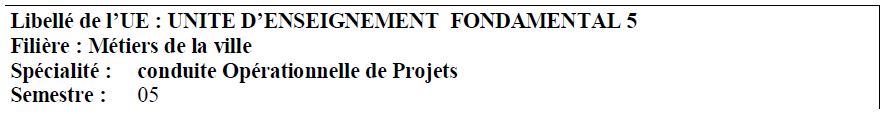 Libellé de l’UE : UNITE D’ENSEIGNEMENT FONDAMENTAL 5
Filière : Métiers de la ville
Spécialité : conduite Opérationnelle de Projets
Semestre : 05